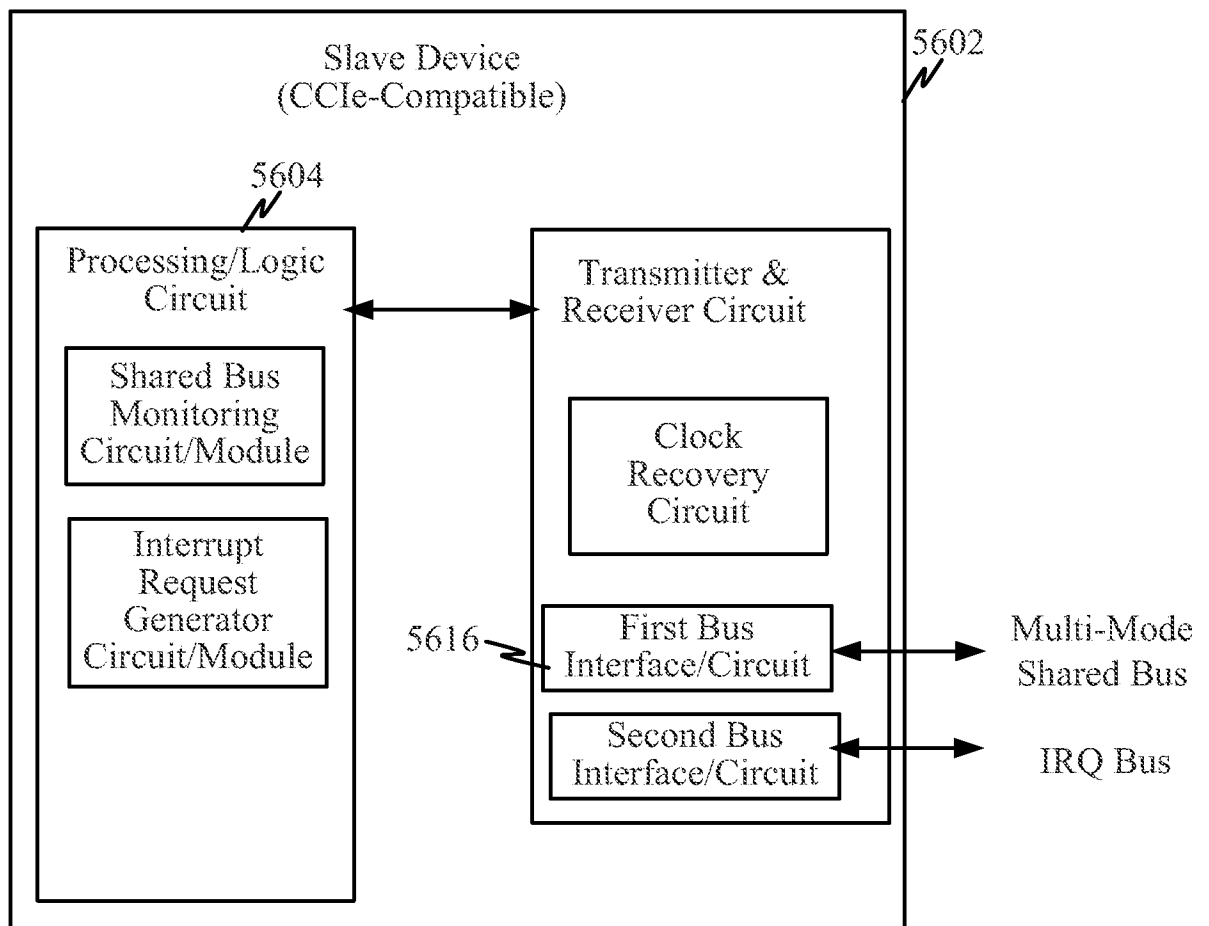 5602
Slave Device
(CCIe-Compatible)
5604
Processing/Logic
Circuit
Shared Bus
Monitoring
Circuit/Module
Interrupt
Request
Generator
Circuit/Module
Transmitter &
Receiver Circuit
Clock
Recovery
Circuit
5616
First Bus
Interface/Circuit
Second Bus
Interface/Circuit
Multi-Mode
Shared Bus
IRQ Bus